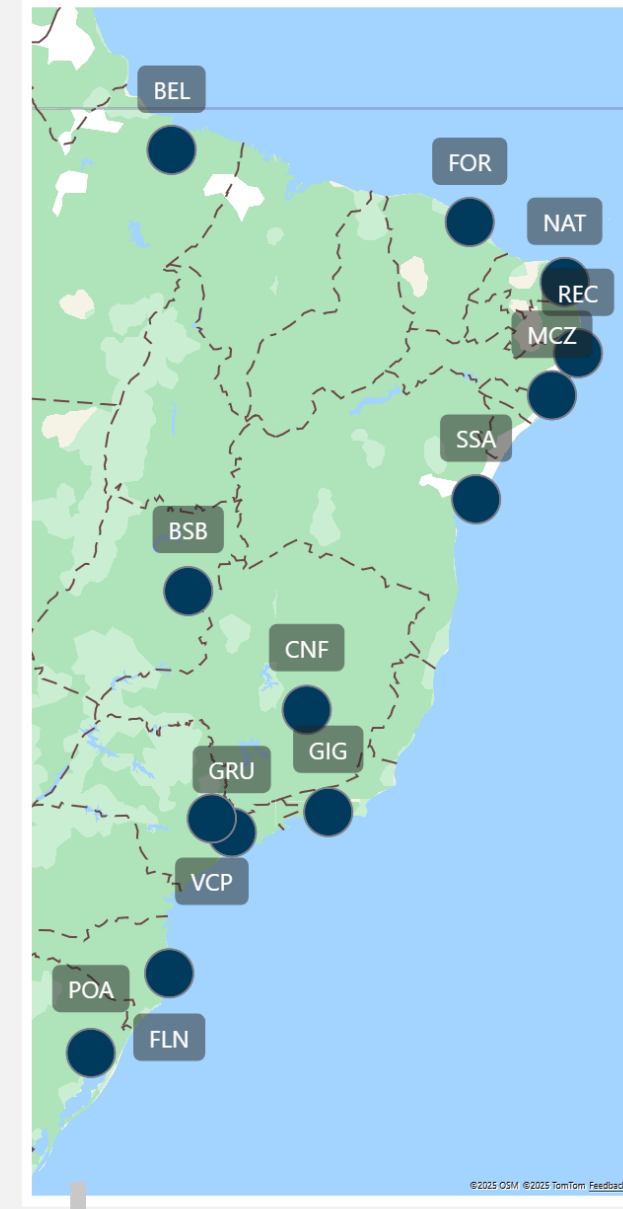 BEL
FOR
NAT
REC
MCZ
SSA
BSB
CNF
GIG
GRU
VCP
POA
FLN
©2025 OSM ©2025 TomTom Feedback